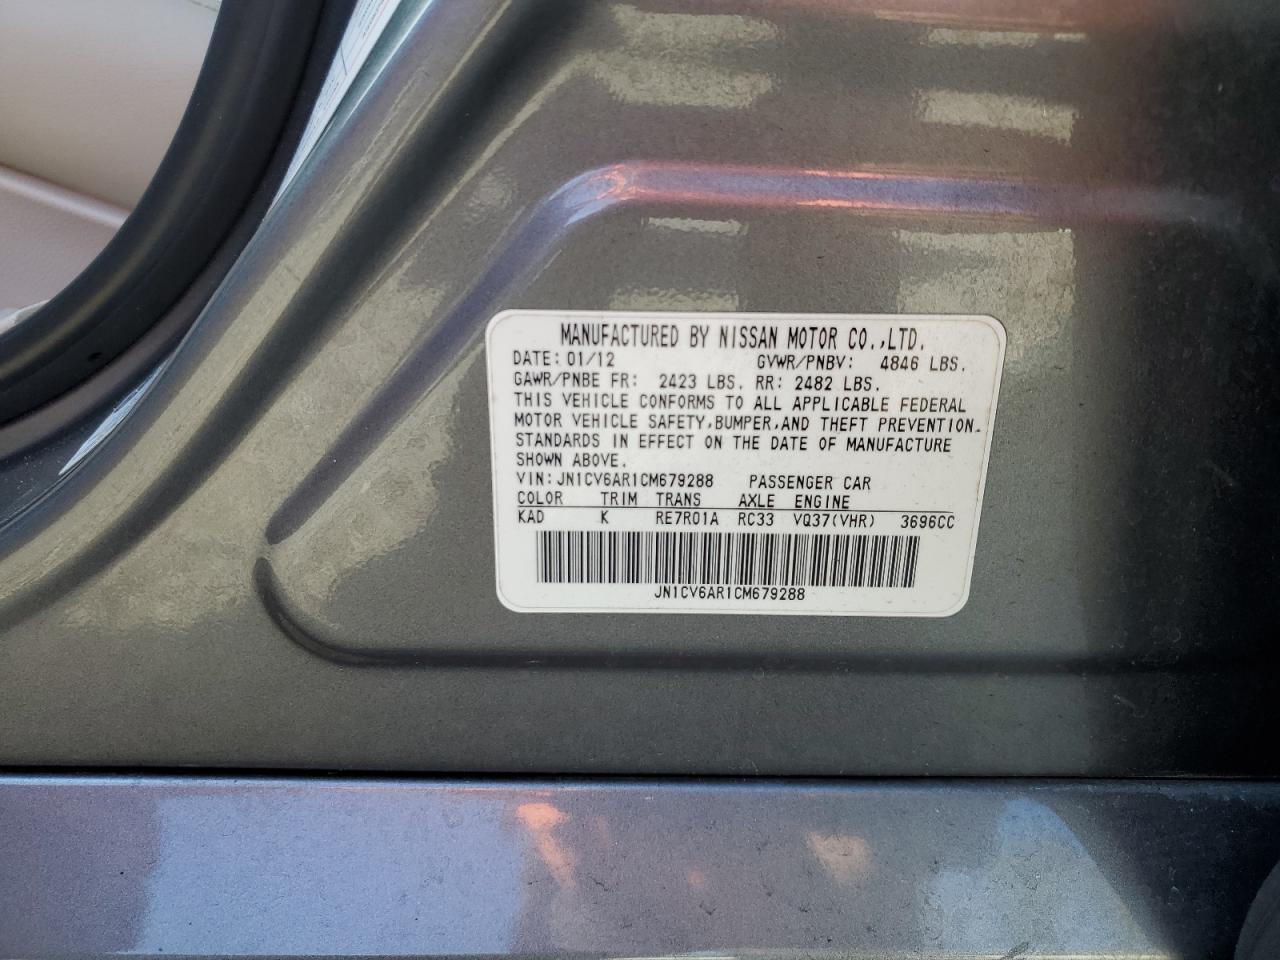 MANUFACTURED BY NISSAN MOTOR CO.,LTD.
DATE: 01/12 GVWR/PNBV: 4846 LBS.
GAWR/PNBE FR: 2423 LBS. RR: 2482 LBS.
THIS VEHICLE CONFORMS TO ALL APPLICABLE FEDERAL
MOTOR VEHICLE SAFETY,BUMPER,AND THEFT PREVENTION
STANDARDS IN EFFECT ON THE DATE OF MANUFACTURE
SHOWN ABOVE.
VIN: JN1CV6AR1CM679288 PASSENGER CAR
COLOR TRIM TRANS AXLE ENGINE
KAD K RE7R01A RC33 VQ37(VHR) 3696CC
JN1CV6AR1CM679288